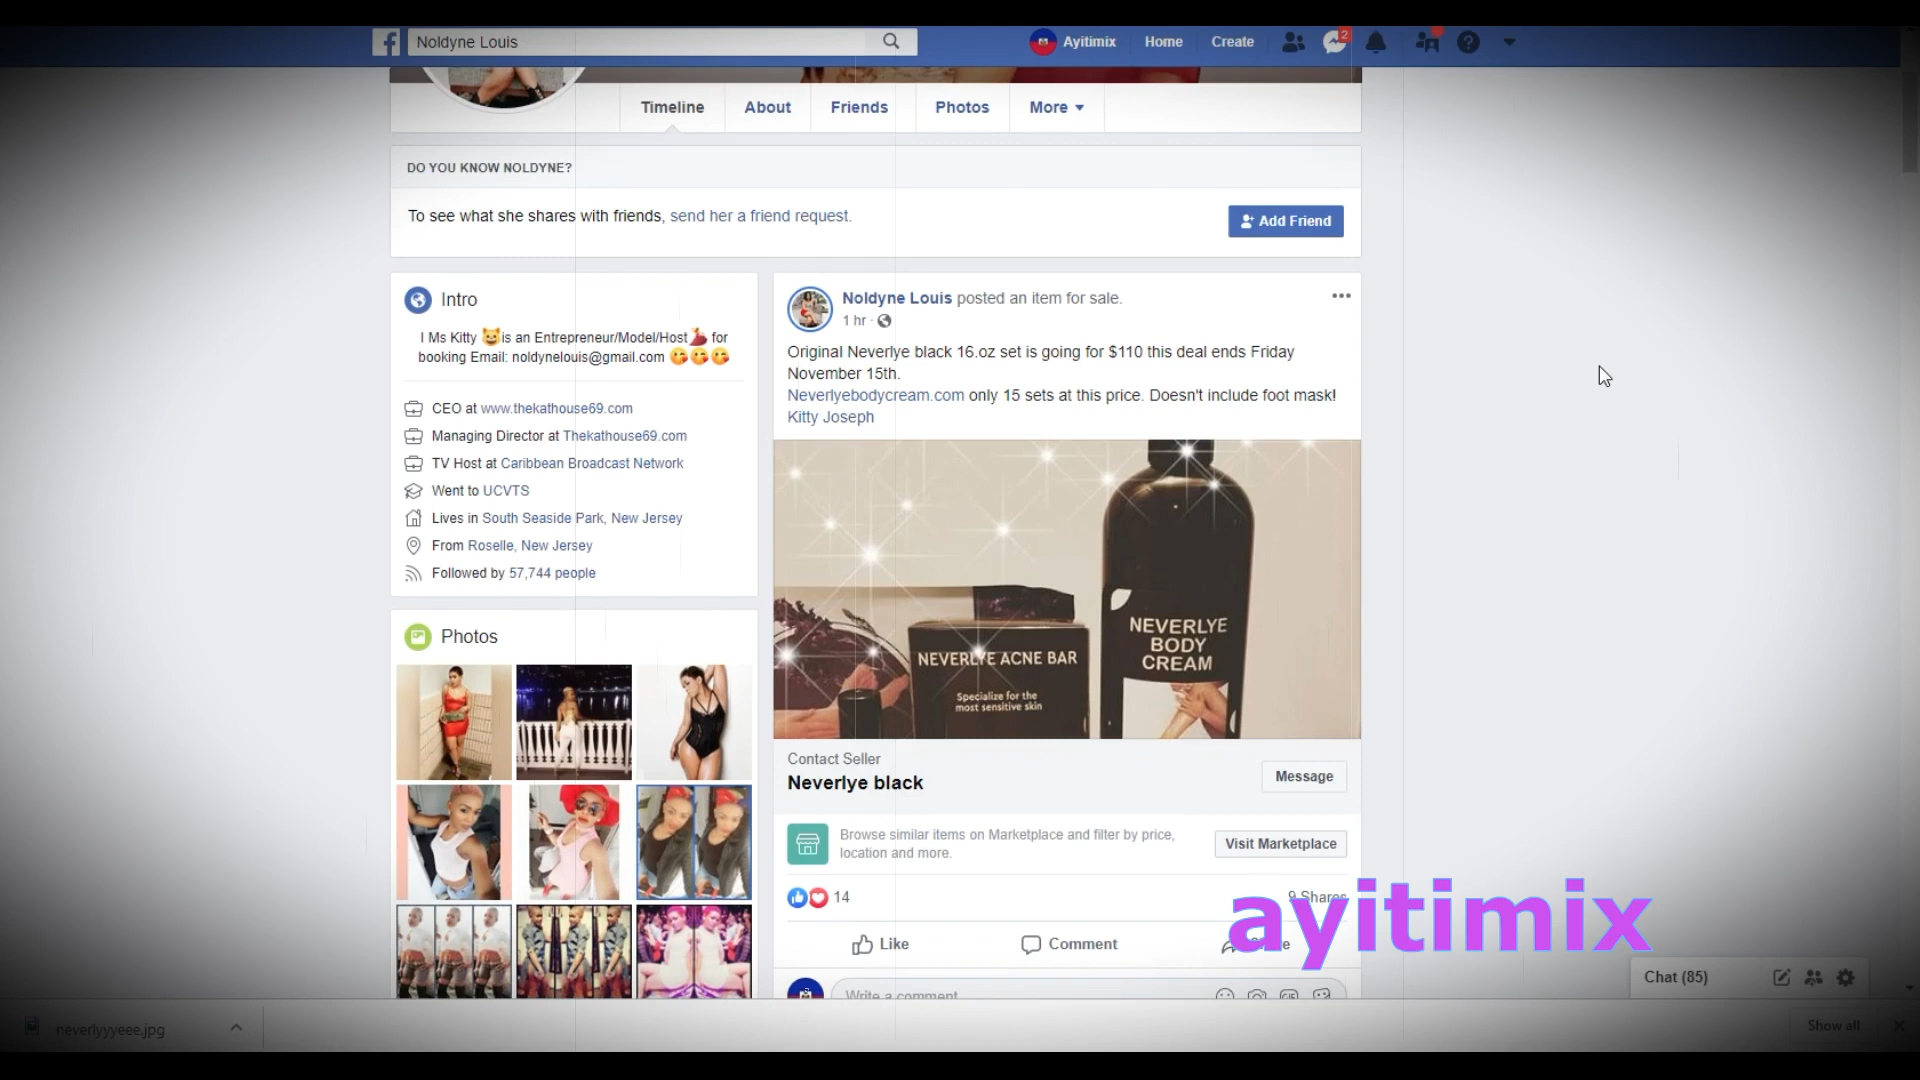 Noldyne Louis
Ayitimix
Home
Create
2
Timeline
About
Friends
Photos
More
DO YOU KNOW NOLDYNE?
To see what she shares with friends, send her a friend request.
Add Friend
Intro
I Ms Kitty 😺is an Entrepreneur/Model/Host💃 for
booking Email: noldynelouis@gmail.com 😋😋😋
CEO at www.thekathouse69.com
Managing Director at Thekathouse69.com
TV Host at Caribbean Broadcast Network
Went to UCVTS
Lives in South Seaside Park, New Jersey
From Roselle, New Jersey
Followed by 57,744 people
Photos
Noldyne Louis posted an item for sale.
1 hr ·
Original Neverlye black 16.oz set is going for $110 this deal ends Friday
November 15th.
Neverlyebodycream.com only 15 sets at this price. Doesn't include foot mask!
Kitty Joseph
NEVERLYE ACNE BAR
Specialize for the
most sensitive skin
NEVERLYE
BODY
CREAM
Contact Seller
Neverlye black
Message
Browse similar items on Marketplace and filter by price,
location and more.
Visit Marketplace
14
9 Shares
Like
Comment
ayitimix
Write a comment
GIF
Chat (85)
neverlyyyeee.jpg
Show all